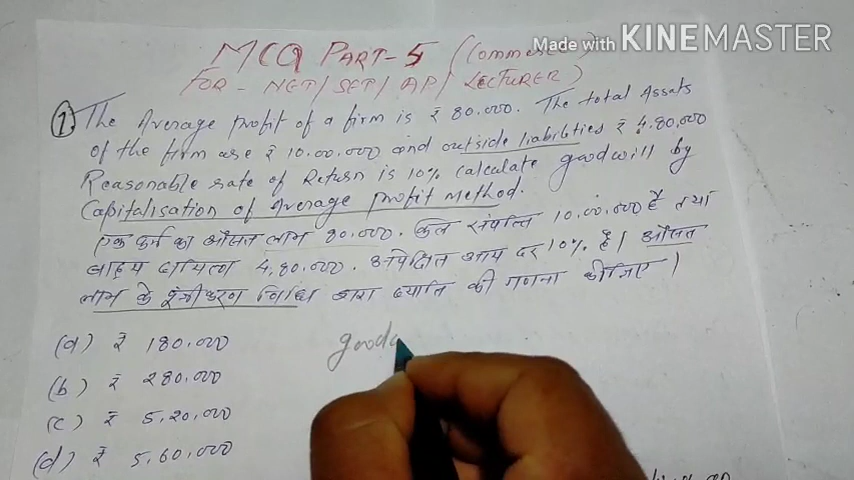 MCQ PART-5 (Commerce)
Made with KINEMASTER
FOR - NET/SET/AP/LECTURER)
1. The Average profit of a firm is ₹ 80,000. The total Assets
of the firm are ₹ 10,00,000 and outside liabilities ₹ 4,80,000
Reasonable rate of Return is 10% calculate goodwill by
Capitalisation of Average profit Method.
एक फर्म का औसत लाभ 80,000. कुल संपत्ति 10,00,000 है तथा
बाह्य दायित्व 4,80,000. अपेक्षित आय दर 10% है। औसत
लाभ के पूंजीकरण विधि द्वारा ख्याति की गणना कीजिए।
(a) ₹ 180,000
good
(b) ₹ 280,000
(c) ₹ 5,20,000
(d) ₹ 5,60,000